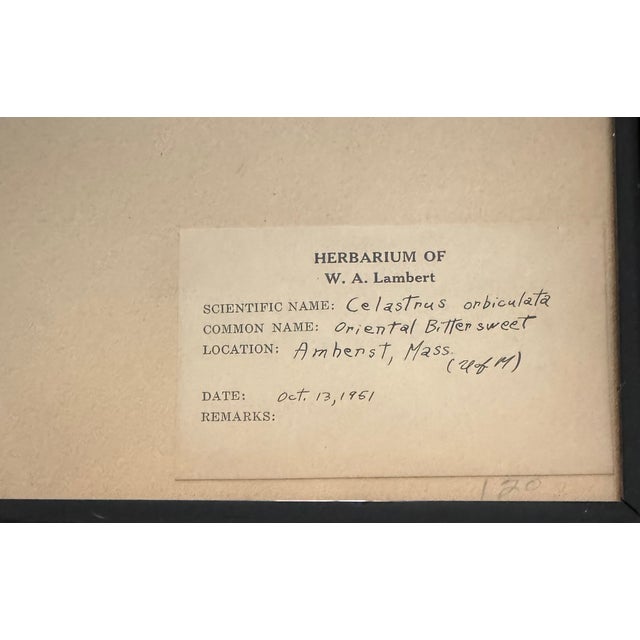 HERBARIUM OF
W. A. Lambert
SCIENTIFIC NAME: Celastrus orbiculata
COMMON NAME: Oriental Bittersweet
LOCATION: Amherst, Mass.
(U of M)
DATE: Oct. 13, 1961
REMARKS:
120